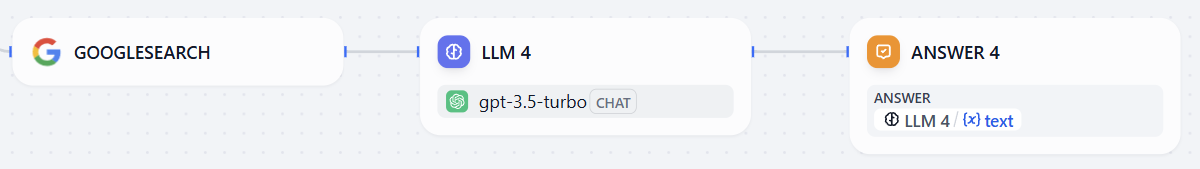 GOOGLESEARCH
LLM 4
gpt-3.5-turbo CHAT
ANSWER 4
ANSWER
LLM 4 / {x} text